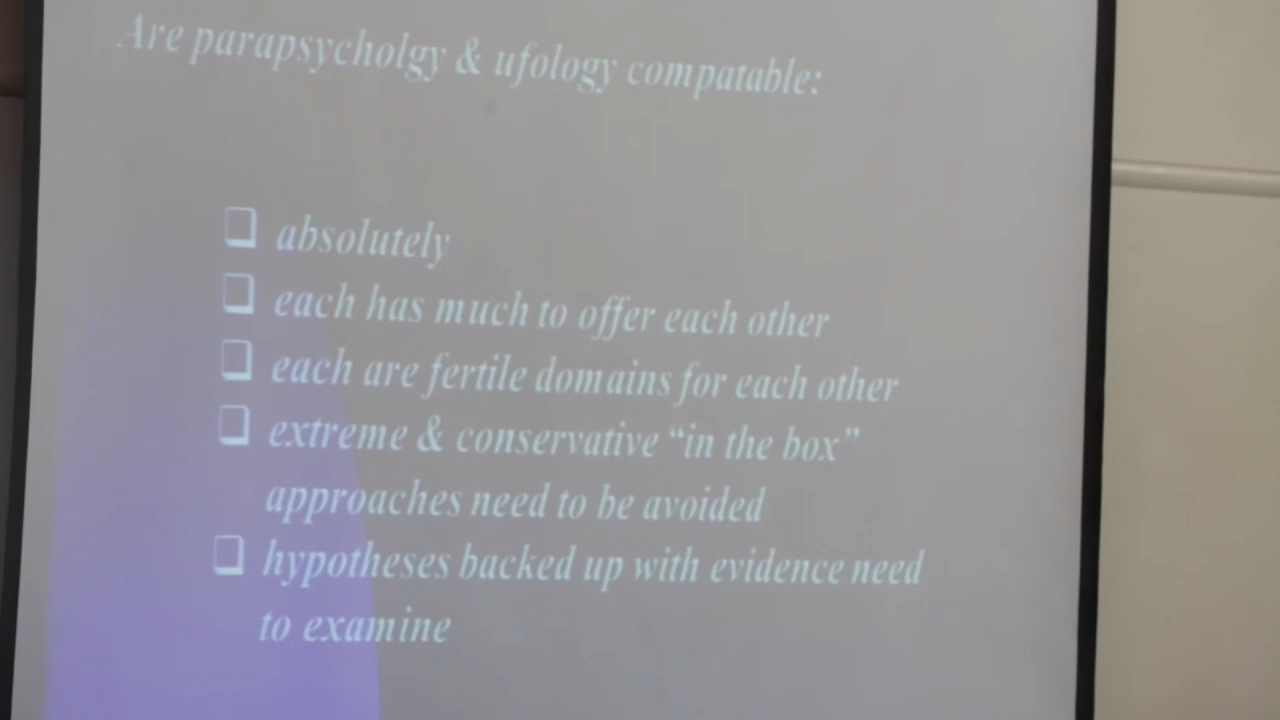 Are parapsycholgy & ufology compatable:
❑ absolutely
❑ each has much to offer each other
❑ each are fertile domains for each other
❑ extreme & conservative “in the box”
approaches need to be avoided
❑ hypotheses backed up with evidence need
to examine